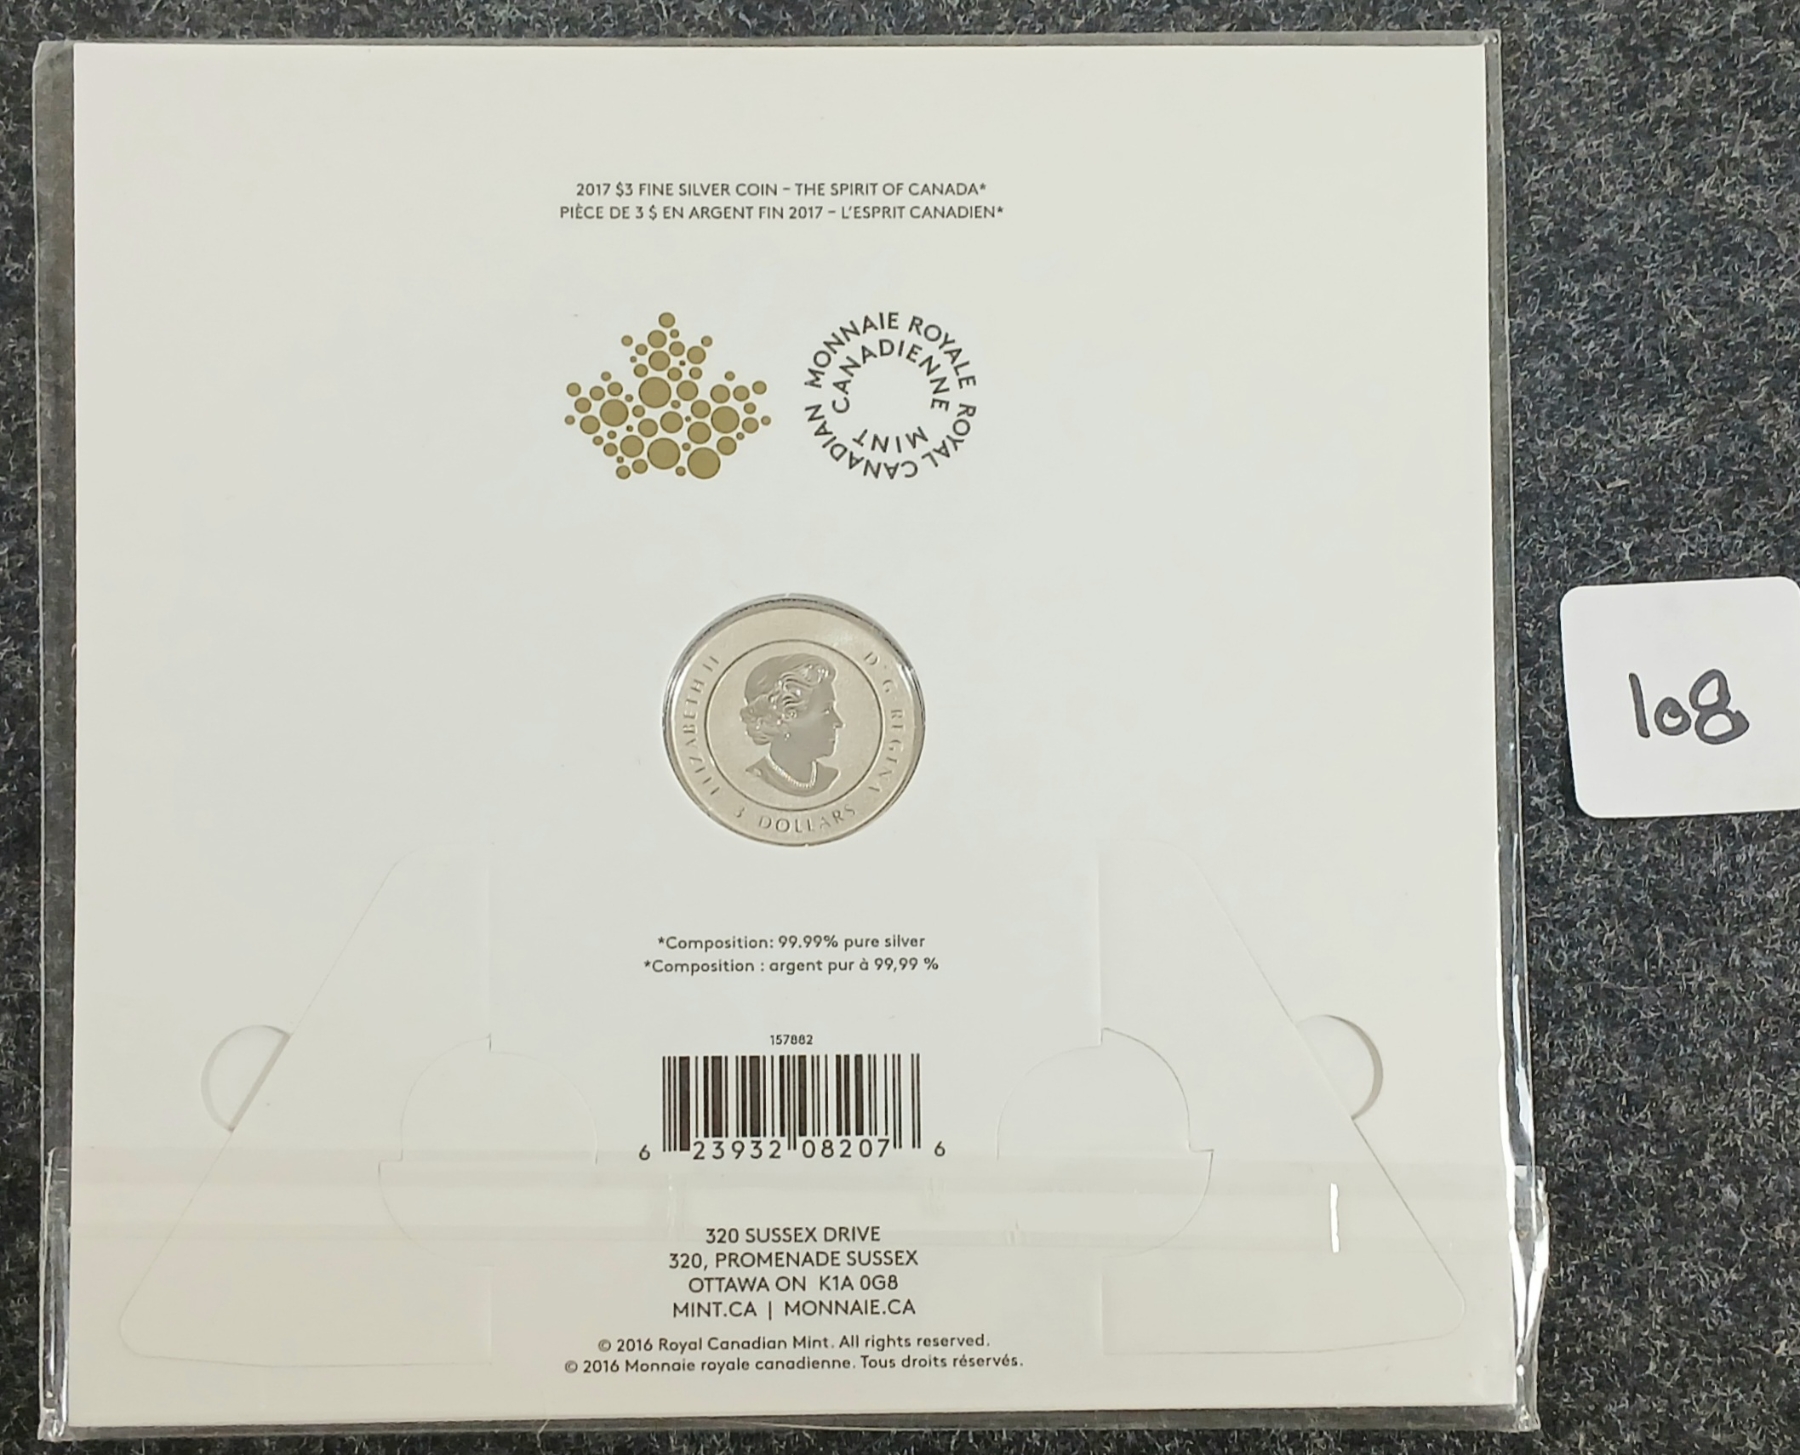 2017 $3 FINE SILVER COIN – THE SPIRIT OF CANADA*
PIÈCE DE 3 $ EN ARGENT FIN 2017 – L'ESPRIT CANADIEN*
MONNAIE ROYALE
CANADIENNE
ROYAL CANADIAN
MINT
ELIZABETH II D·G·REGINA
3 DOLLARS
108
*Composition: 99.99% pure silver
*Composition : argent pur à 99,99 %
157882
6 23932 08207 6
320 SUSSEX DRIVE
320, PROMENADE SUSSEX
OTTAWA ON K1A 0G8
MINT.CA | MONNAIE.CA
© 2016 Royal Canadian Mint. All rights reserved.
© 2016 Monnaie royale canadienne. Tous droits réservés.